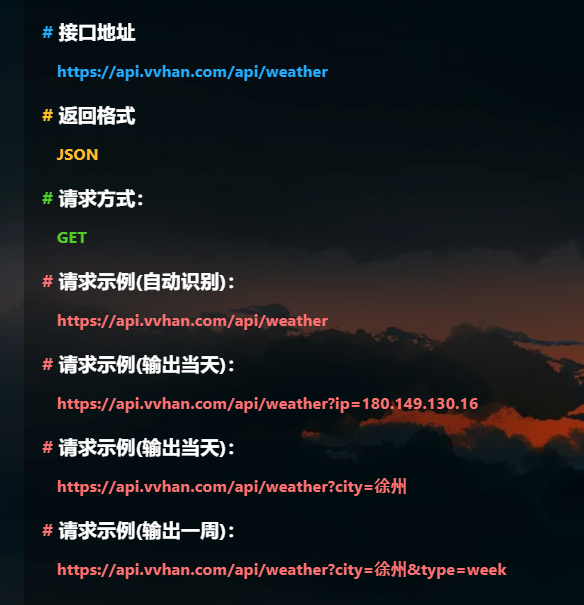 # 接口地址
https://api.vvhan.com/api/weather
# 返回格式
JSON
# 请求方式：
GET
# 请求示例(自动识别)：
https://api.vvhan.com/api/weather
# 请求示例(输出当天)：
https://api.vvhan.com/api/weather?ip=180.149.130.16
# 请求示例(输出当天)：
https://api.vvhan.com/api/weather?city=徐州
# 请求示例(输出一周)：
https://api.vvhan.com/api/weather?city=徐州&type=week